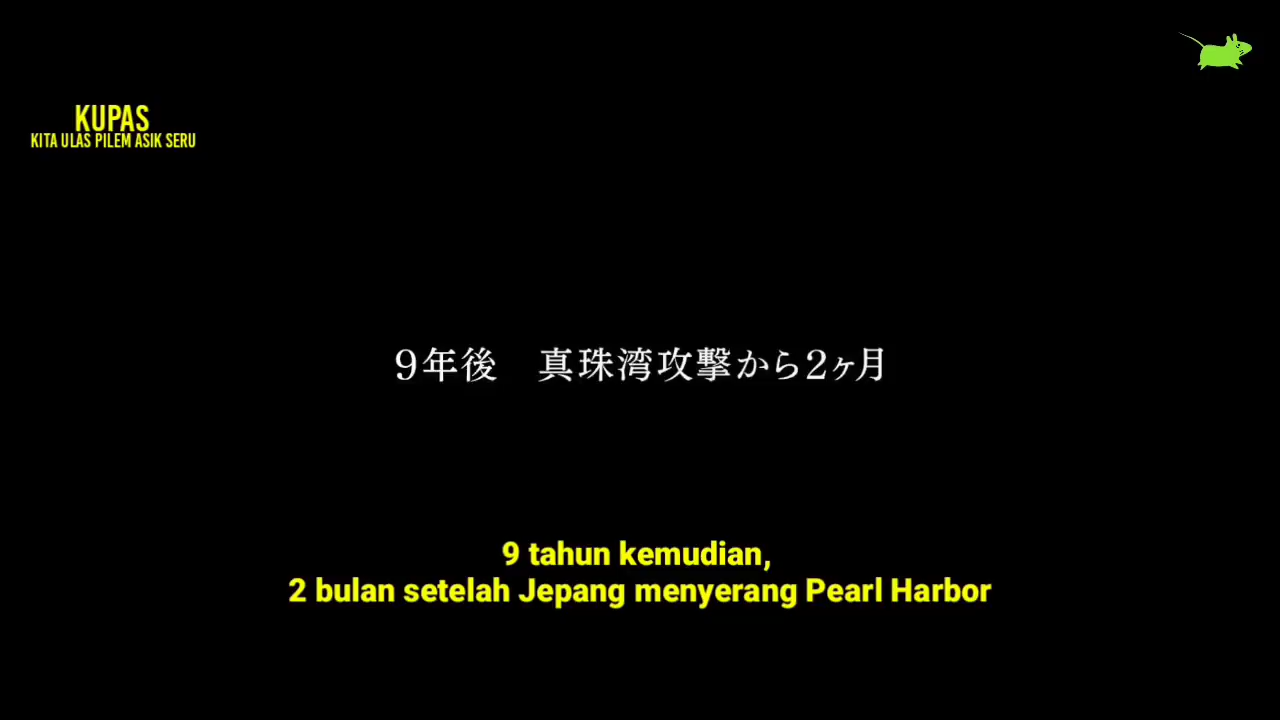 KUPAS
KITA ULAS PILEM ASIK SERU
9年後　真珠湾攻撃から2ヶ月
9 tahun kemudian,
2 bulan setelah Jepang menyerang Pearl Harbor